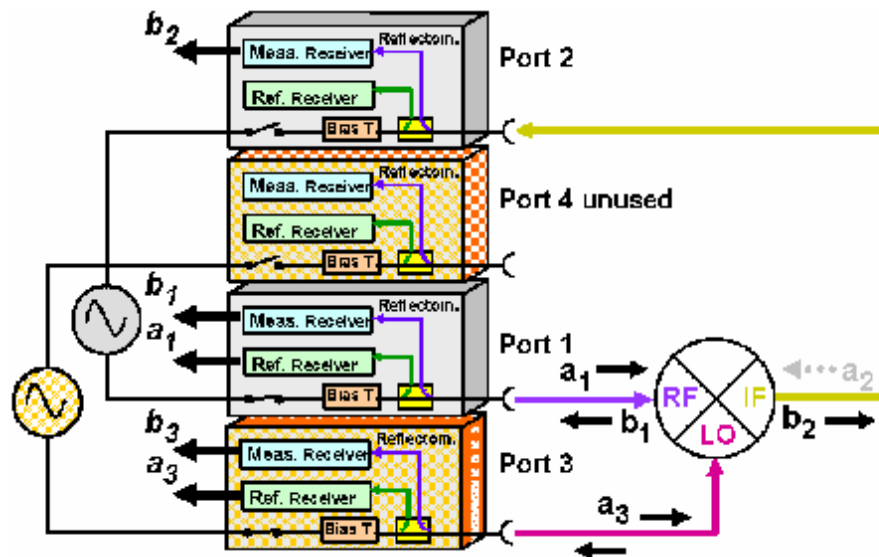 b2
Meas. Receiver
Reflectom.
Ref. Receiver
Bias T.
Port 2
Meas. Receiver
Reflectom.
Ref. Receiver
Bias T.
Port 4 unused
b1
a1
Meas. Receiver
Reflectom.
Ref. Receiver
Bias T.
Port 1
a1
b1
RF
IF
LO
a2
b2
b3
a3
Meas. Receiver
Reflectom.
Ref. Receiver
Bias T.
Port 3
a3